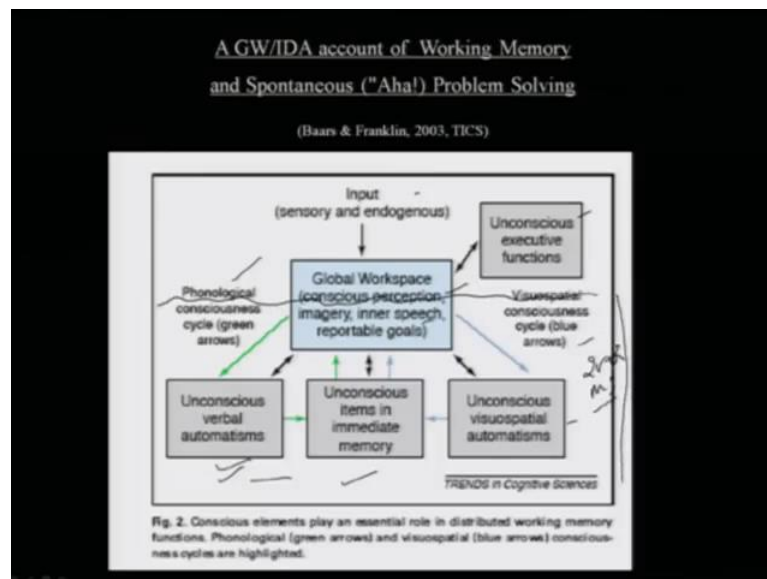 A GW/IDA account of Working Memory
and Spontaneous ("Aha!) Problem Solving
(Baars & Franklin, 2003, TICS)
Input
(sensory and endogenous)
Unconscious
executive
functions
Global Workspace
(conscious perception,
imagery, inner speech,
reportable goals)
Phonological
consciousness
cycle (green
arrows)
Visuospatial
consciousness
cycle (blue
arrows)
Unconscious
verbal
automatisms
Unconscious
items in
immediate
memory
Unconscious
visuospatial
automatisms
TRENDS in Cognitive Sciences
Fig. 2. Conscious elements play an essential role in distributed working memory
functions. Phonological (green arrows) and visuospatial (blue arrows) conscious-
ness cycles are highlighted.